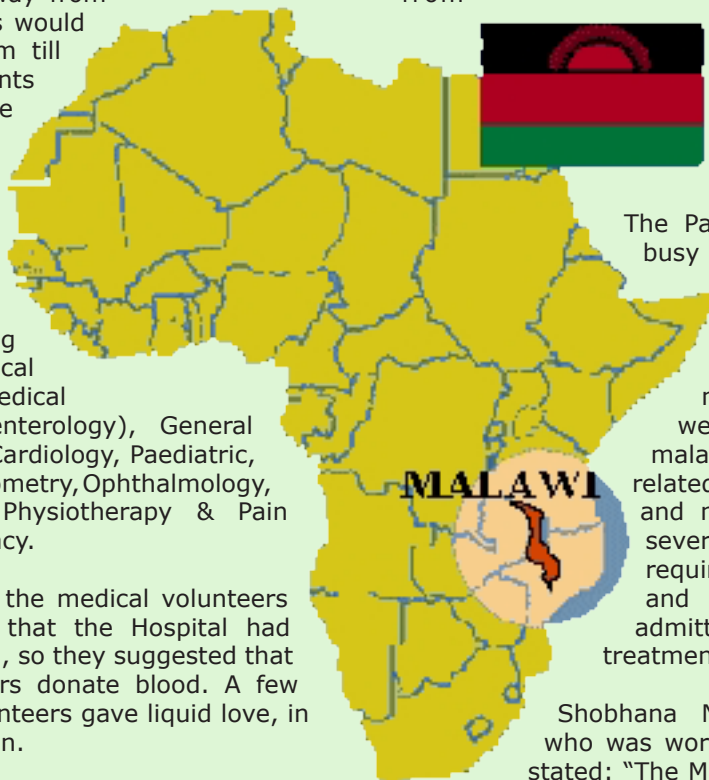 way from
s would
m till
nts
e
g
cal
edical
enterology), General
Cardiology, Paediatric,
ometry, Ophthalmology,
Physiotherapy & Pain
cy.
the medical volunteers
that the Hospital had
, so they suggested that
rs donate blood. A few
nteers gave liquid love, in
n.
MALAWI
from
The Pa
busy
we
mala
related
and
sever
requir
and
admitt
treatmen
Shobhana N
who was wor
stated: “The M